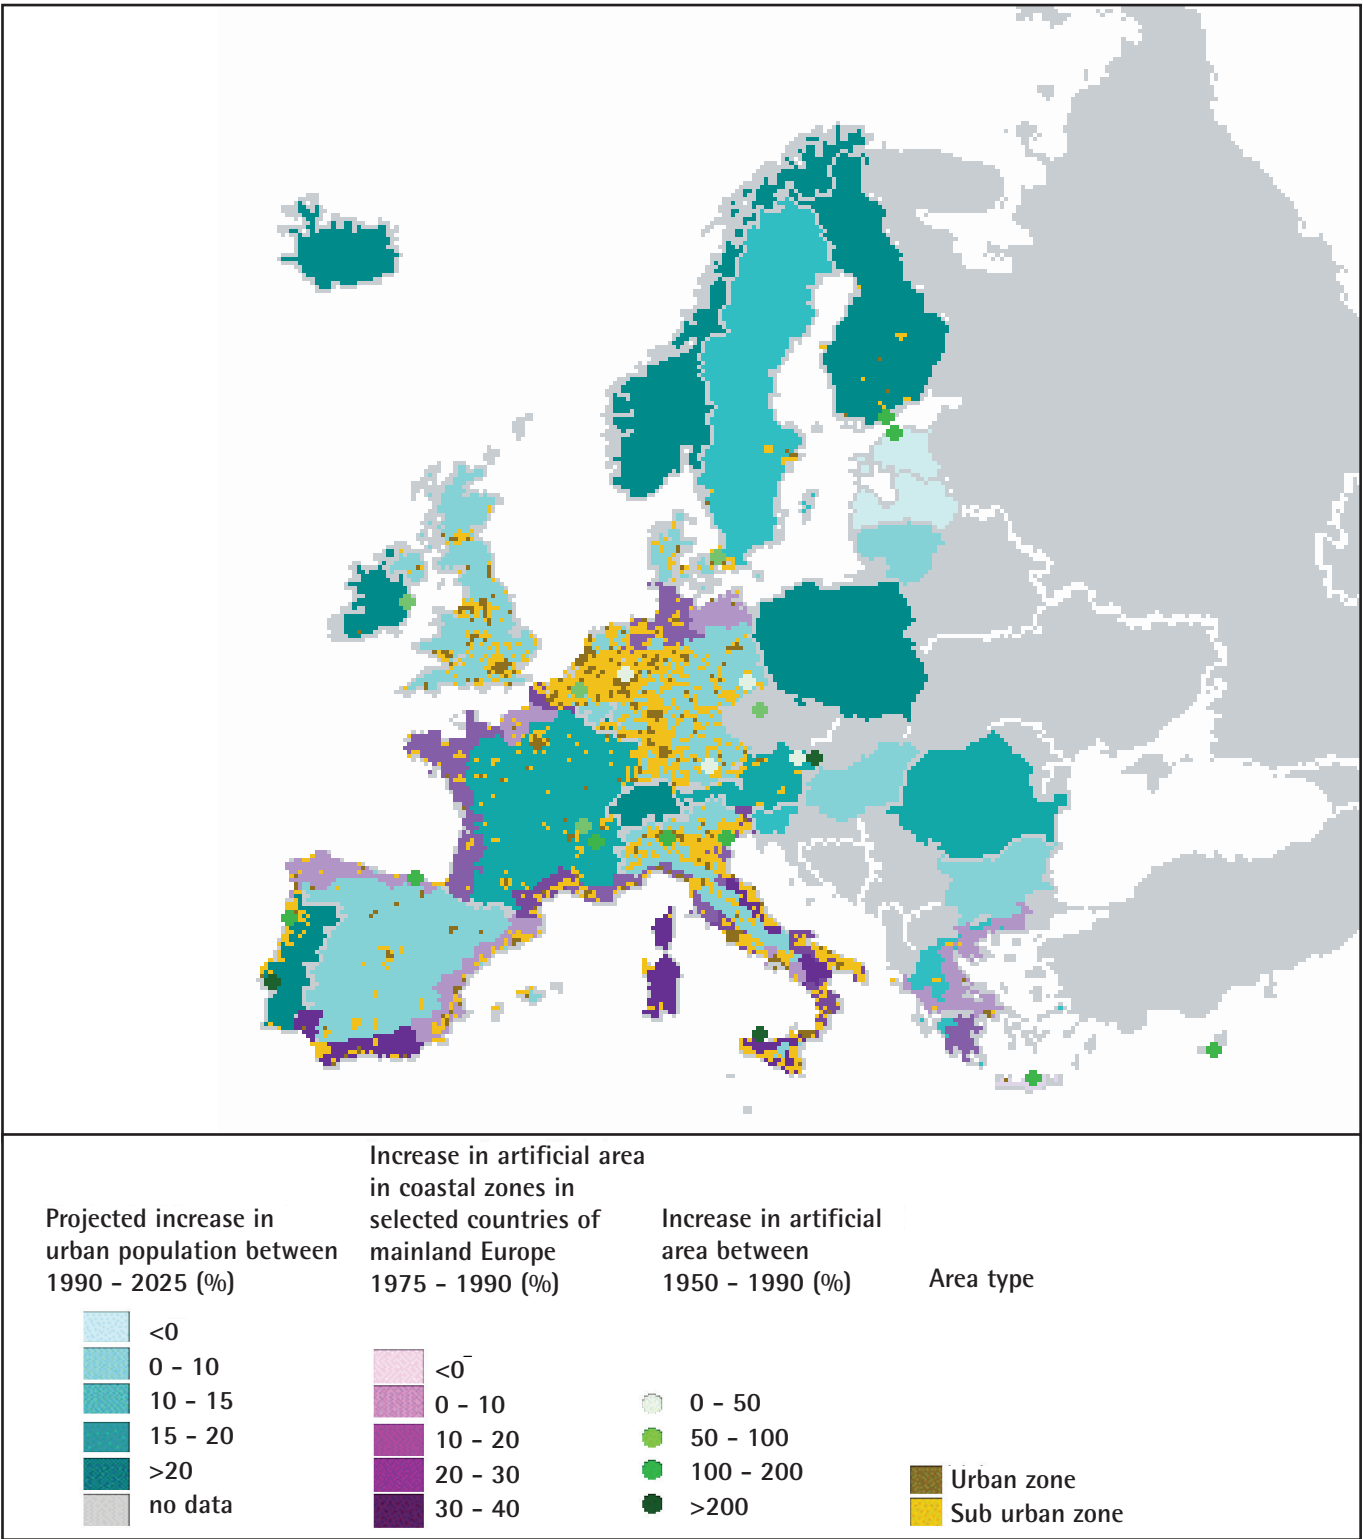 Projected increase in
urban population between
1990 - 2025 (%)
<0
0 - 10
10 - 15
15 - 20
>20
no data
Increase in artificial area
in coastal zones in
selected countries of
mainland Europe
1975 - 1990 (%)
<0
0 - 10
10 - 20
20 - 30
30 - 40
Increase in artificial
area between
1950 - 1990 (%)
0 - 50
50 - 100
100 - 200
>200
Area type
Urban zone
Sub urban zone